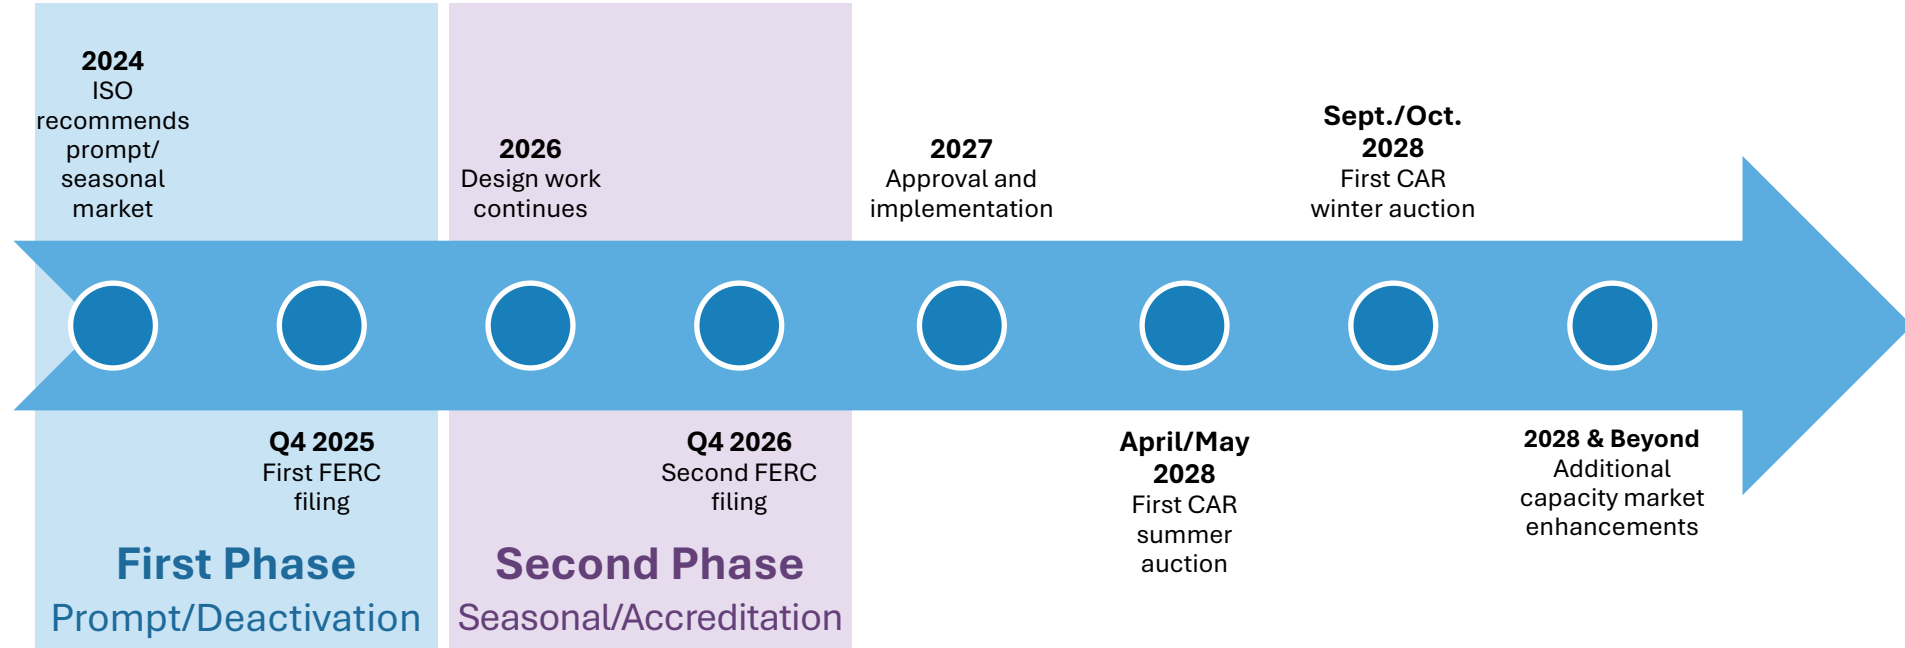 2024
ISO
recommends
prompt/
seasonal
market
Q4 2025
First FERC
filing
First Phase
Prompt/Deactivation
2026
Design work
continues
Q4 2026
Second FERC
filing
Second Phase
Seasonal/Accreditation
2027
Approval and
implementation
April/May
2028
First CAR
summer
auction
Sept./Oct.
2028
First CAR
winter auction
2028 & Beyond
Additional
capacity market
enhancements